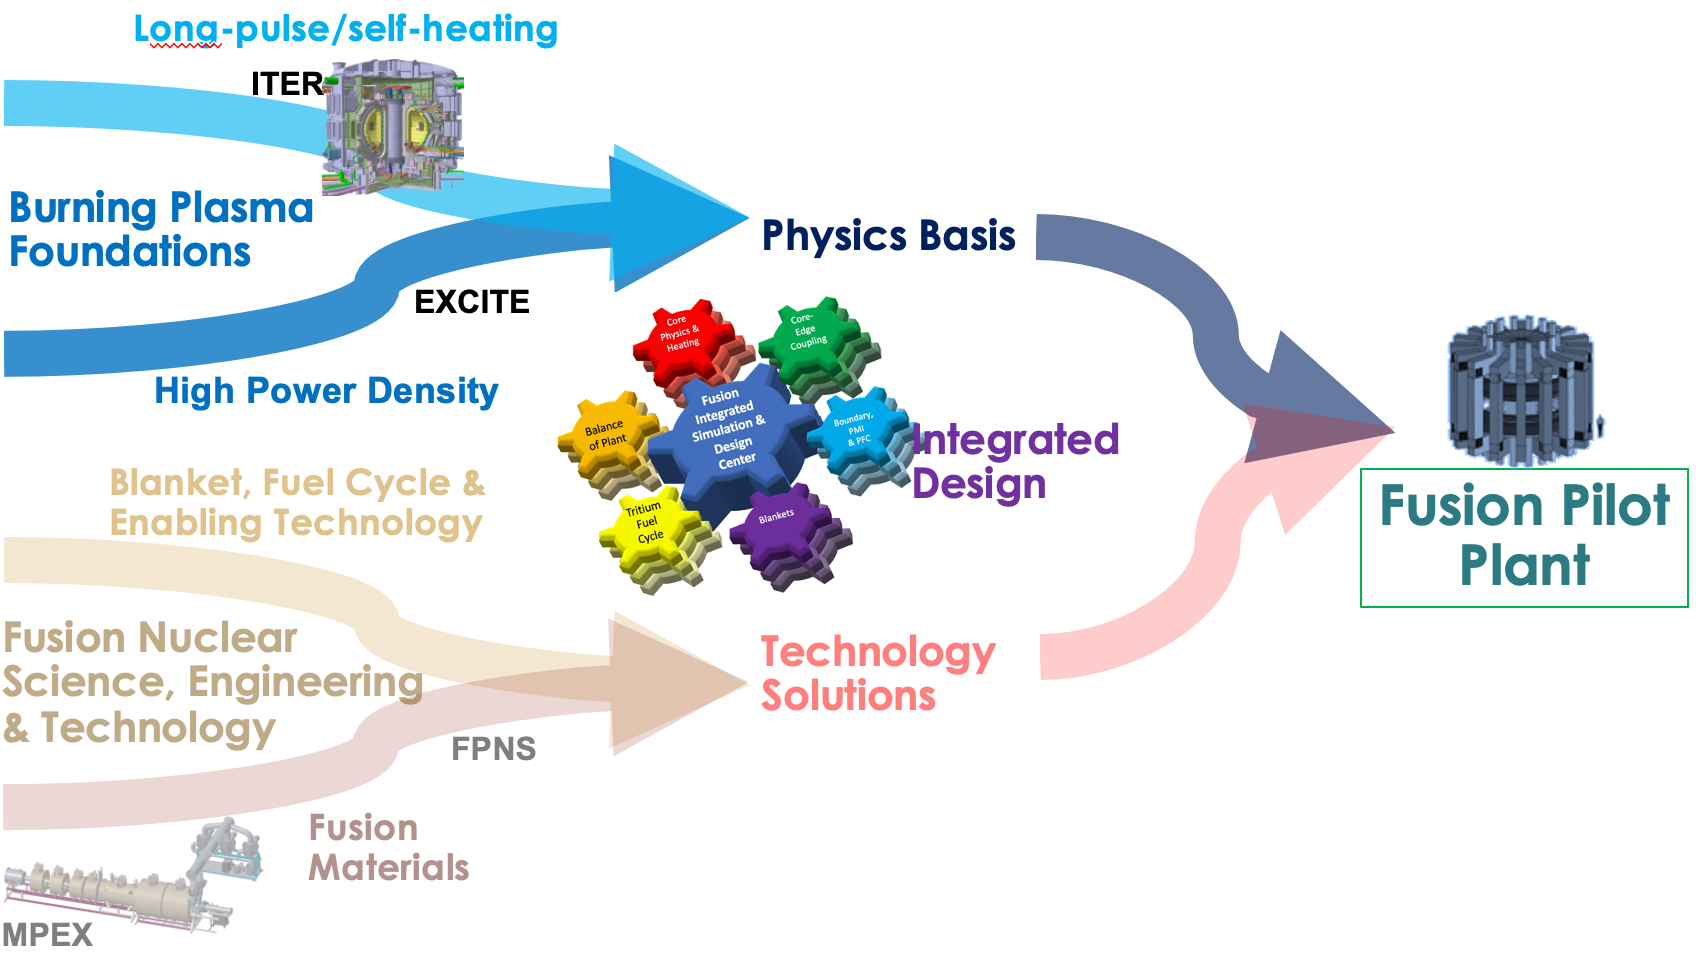 Long-pulse/self-heating
ITER
Burning Plasma
Foundations
EXCITE
High Power Density
Physics Basis
Core
Physics &
Heating
Core-
Edge
Coupling
Fusion
Integrated
Simulation &
Design
Center
Balance
of Plant
Boundary,
PMI
& PFC
Tritium
Fuel
Cycle
Blankets
Integrated
Design
Blanket, Fuel Cycle &
Enabling Technology
Fusion Nuclear
Science, Engineering
& Technology
FPNS
Technology
Solutions
Fusion
Materials
MPEX
Fusion Pilot
Plant